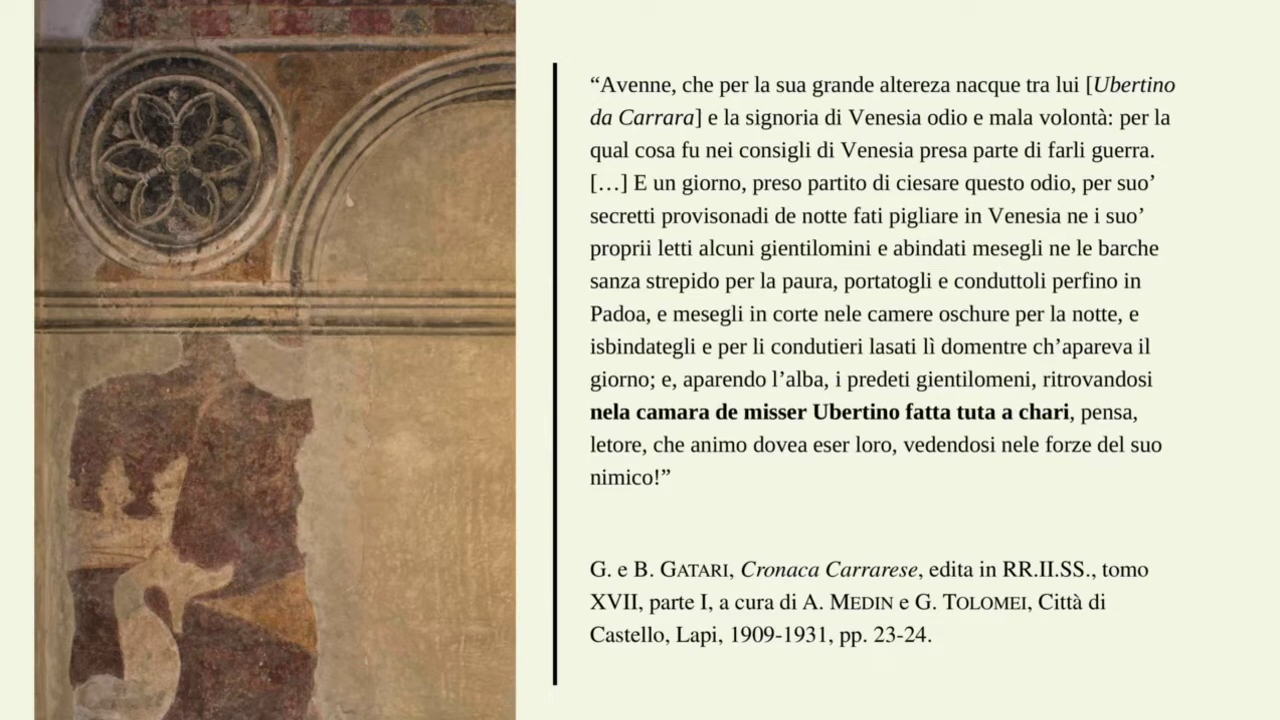 “Avenne, che per la sua grande altereza nacque tra lui [Ubertino
da Carrara] e la signoria di Venesia odio e mala volontà: per la
qual cosa fu nei consigli di Venesia presa parte di farli guerra.
[…] E un giorno, preso partito di ciesare questo odio, per suo’
secretti provisonadi de notte fati pigliare in Venesia ne i suo’
proprii letti alcuni gientilomini e abindati mesegli ne le barche
sanza strepido per la paura, portatogli e conduttoli perfino in
Padoa, e mesegli in corte nele camere oschure per la notte, e
isbindategli e per li condutieri lasati lì domentre ch’apareva il
giorno; e, aparendo l’alba, i predeti gientilomeni, ritrovandosi
nela camara de misser Ubertino fatta tuta a chari, pensa,
letore, che animo dovea eser loro, vedendosi nele forze del suo
nimico!”
G. e B. GATARI, Cronaca Carrarese, edita in RR.II.SS., tomo
XVII, parte I, a cura di A. MEDIN e G. TOLOMEI, Città di
Castello, Lapi, 1909-1931, pp. 23-24.